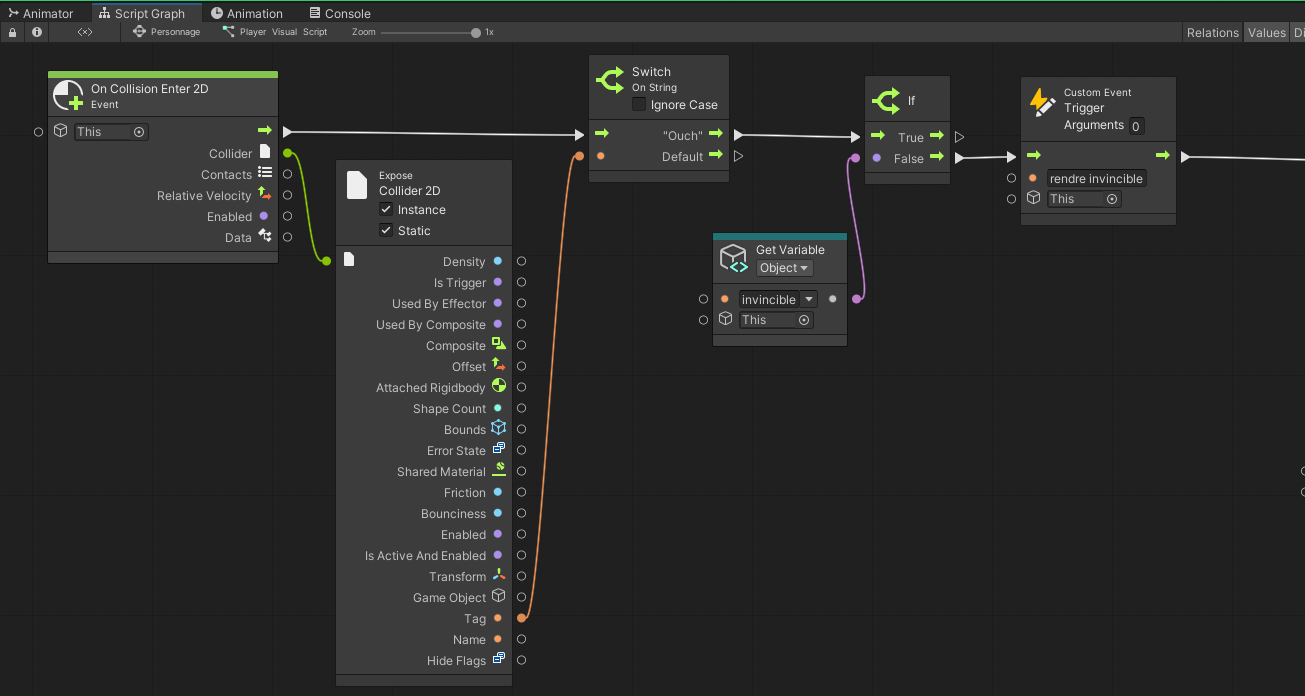 Animator
Script Graph
Animation
Console
Personnage
Player Visual Script
Zoom
1x
Relations
Values
Di
On Collision Enter 2D
Event
This
Collider
Contacts
Relative Velocity
Enabled
Data
Expose
Collider 2D
Instance
Static
Density
Is Trigger
Used By Effector
Used By Composite
Composite
Offset
Attached Rigidbody
Shape Count
Bounds
Error State
Shared Material
Friction
Bounciness
Enabled
Is Active And Enabled
Transform
Game Object
Tag
Name
Hide Flags
Switch
On String
Ignore Case
"Ouch"
Default
Get Variable
Object
invincible
This
If
True
False
Custom Event
Trigger
Arguments 0
rendre invincible
This